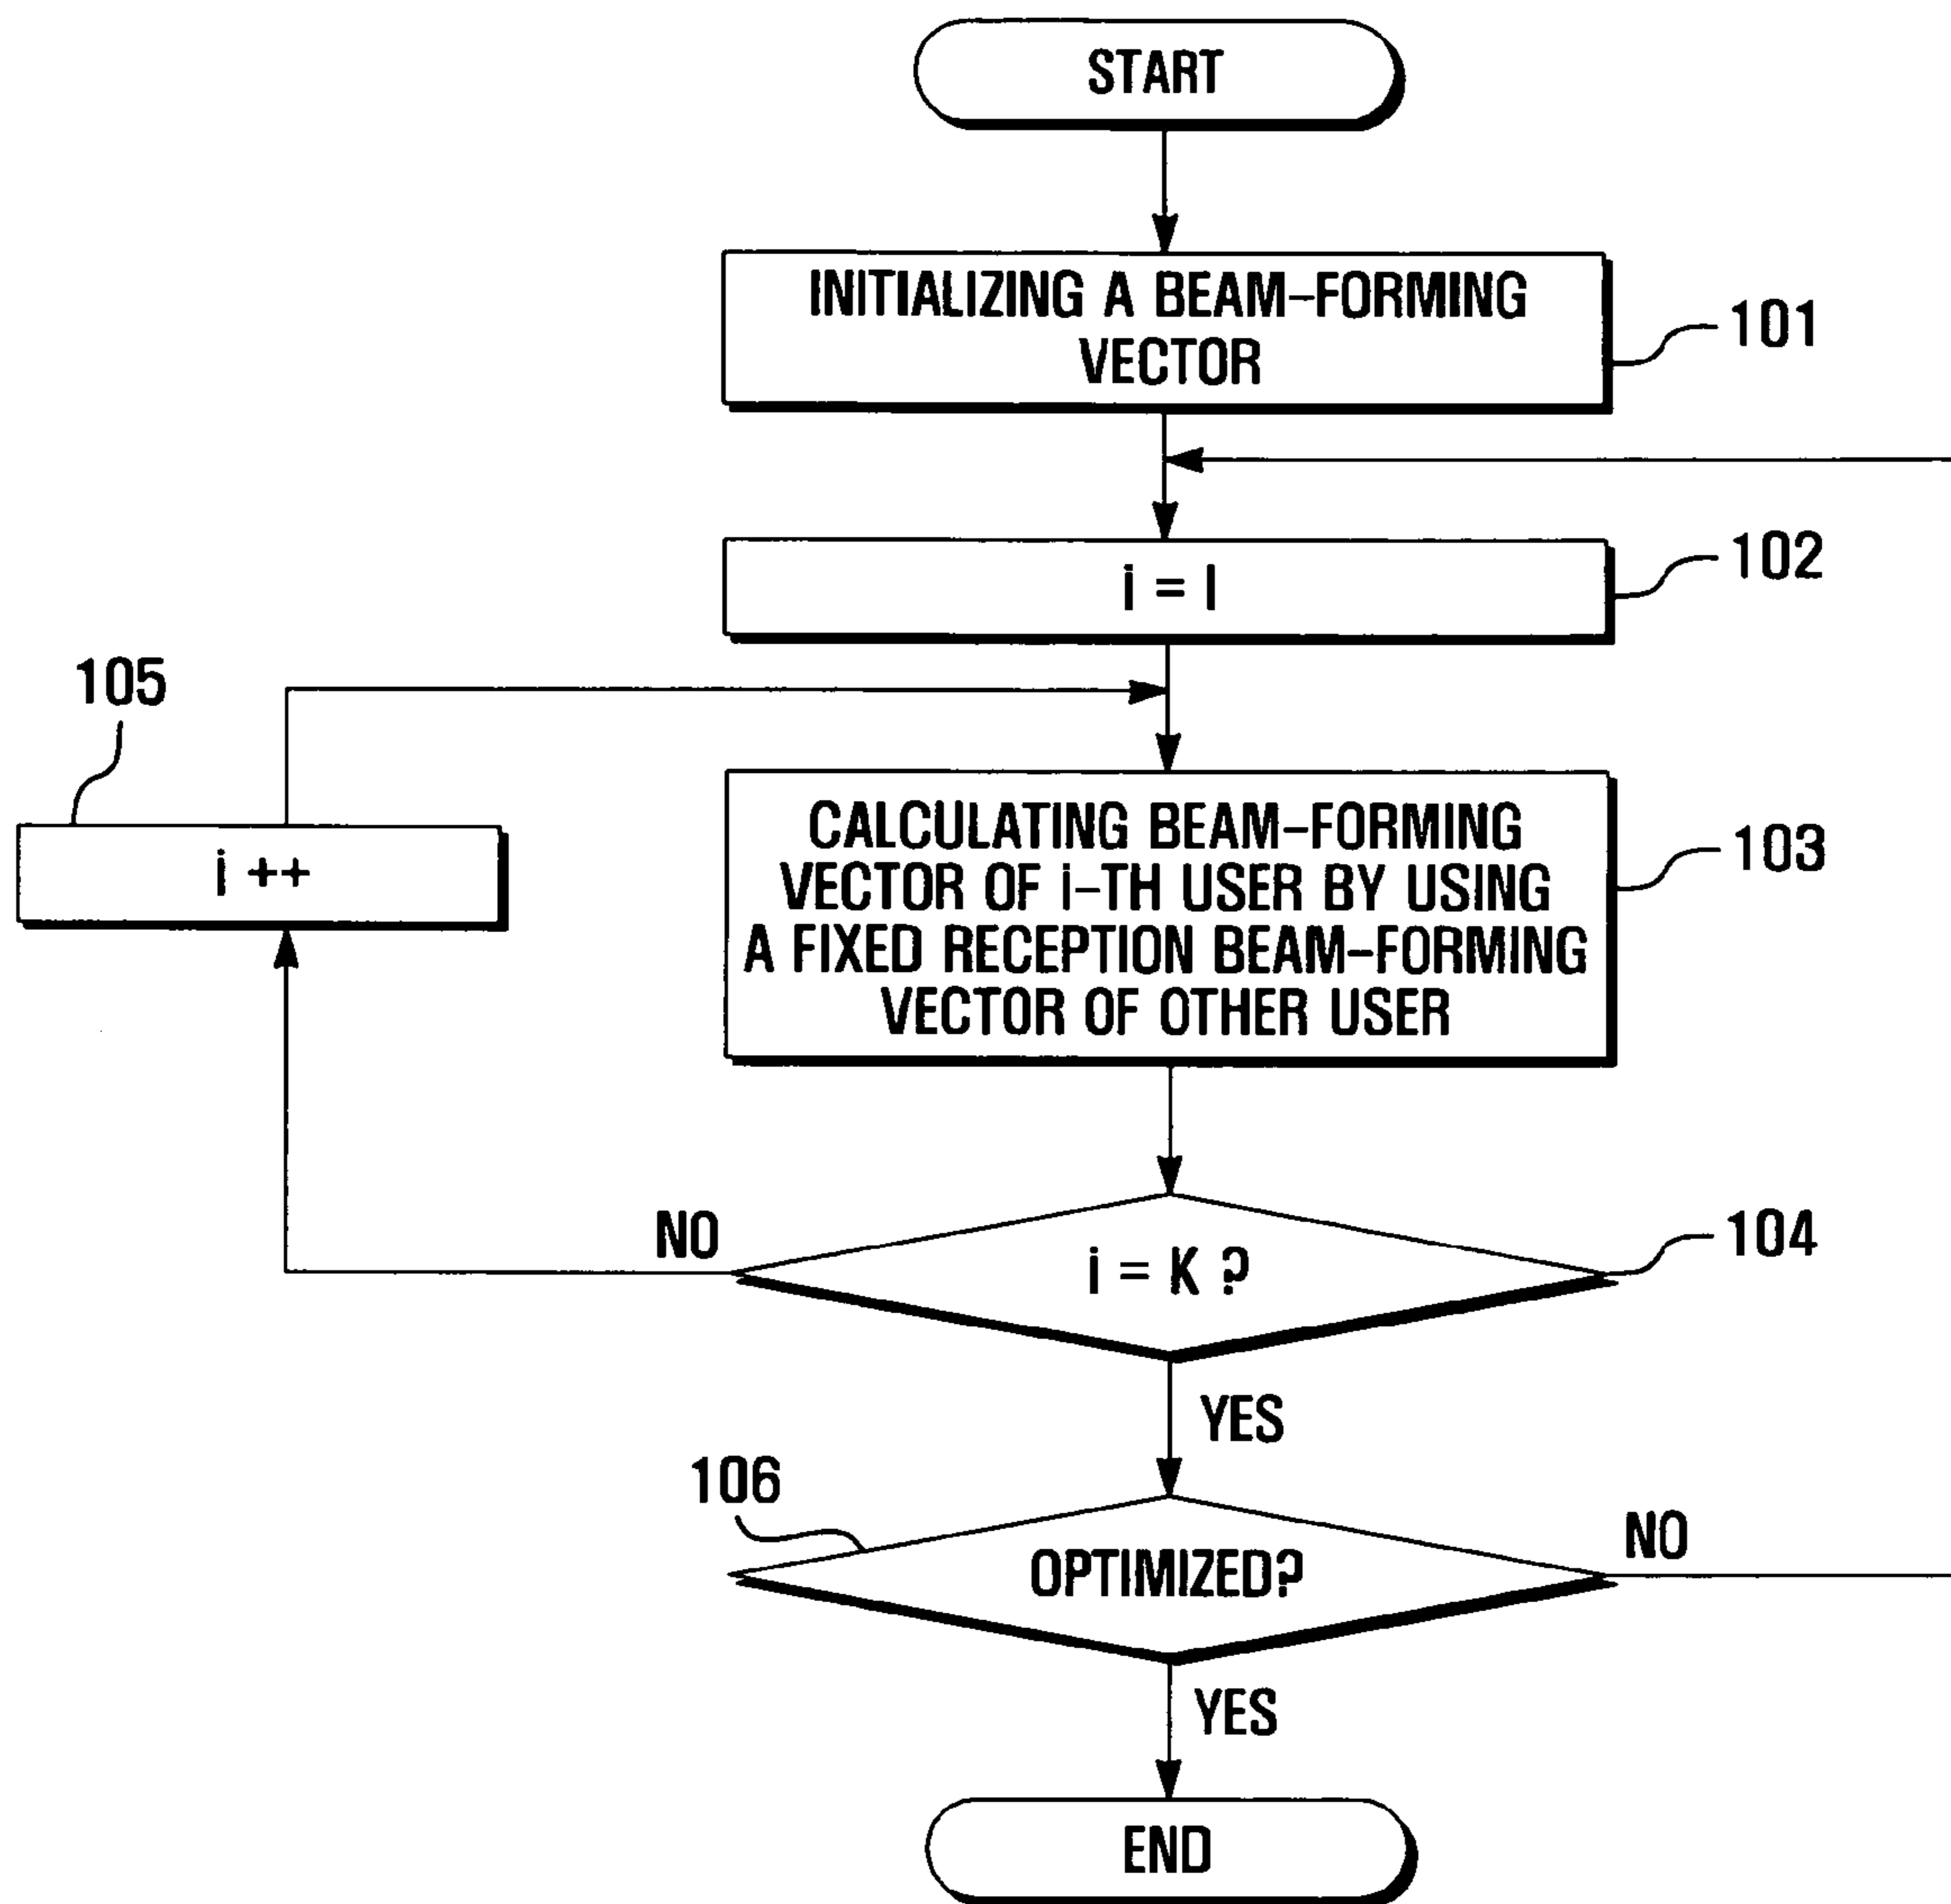 START
INITIALIZING A BEAM-FORMING
VECTOR
101
i = I
102
105
i ++
CALCULATING BEAM-FORMING
VECTOR OF i-TH USER BY USING
A FIXED RECEPTION BEAM-FORMING
VECTOR OF OTHER USER
103
NO
i = K ?
104
YES
106
OPTIMIZED?
NO
YES
END